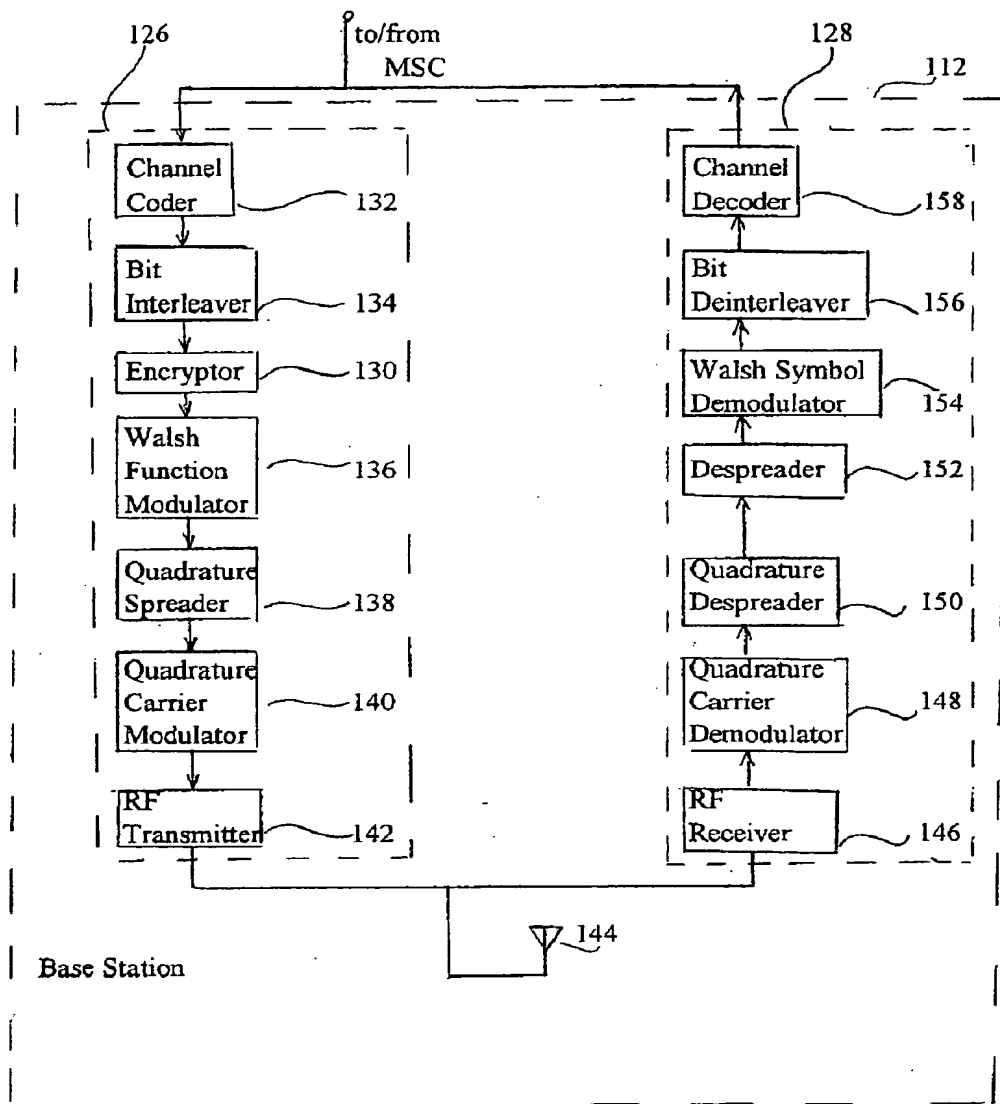 126
to/from
MSC
128
112
Channel
Coder
132
Bit
Interleaver
134
Encryptor
130
Walsh
Function
Modulator
136
Quadrature
Spreader
138
Quadrature
Carrier
Modulator
140
RF
Transmitter
142
Channel
Decoder
158
Bit
Deinterleaver
156
Walsh Symbol
Demodulator
154
Despreader
152
Quadrature
Despreader
150
Quadrature
Carrier
Demodulator
148
RF
Receiver
146
144
Base Station